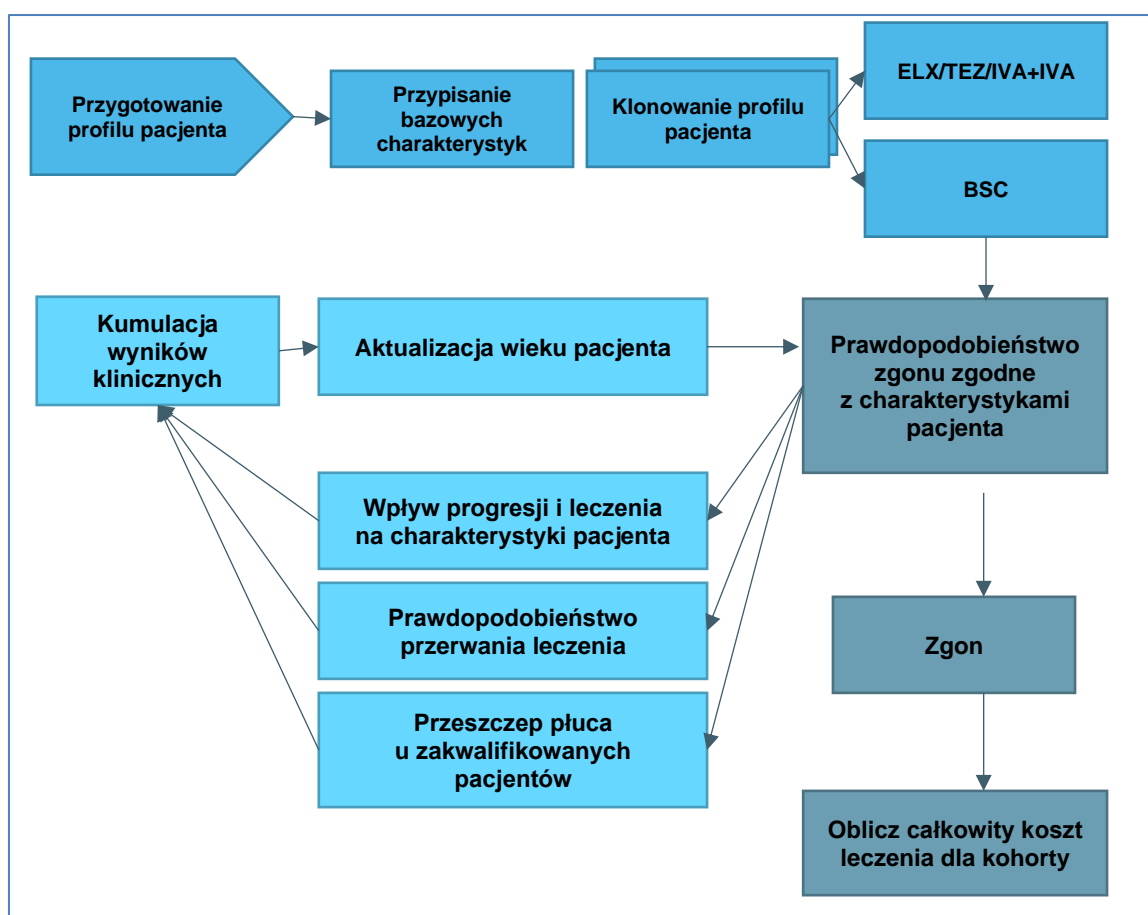 Przygotowanie
profilu pacjenta
Przypisanie
bazowych
charakterystyk
Klonowanie profilu
pacjenta
ELX/TEZ/IVA+IVA
BSC
Kumulacja
wyników
klinicznych
Aktualizacja wieku pacjenta
Prawdopodobieństwo
zgonu zgodne
z charakterystykami
pacjenta
Wpływ progresji i leczenia
na charakterystyki pacjenta
Prawdopodobieństwo
przerwania leczenia
Przeszczep płuca
u zakwalifikowanych
pacjentów
Zgon
Oblicz całkowity koszt
leczenia dla kohorty